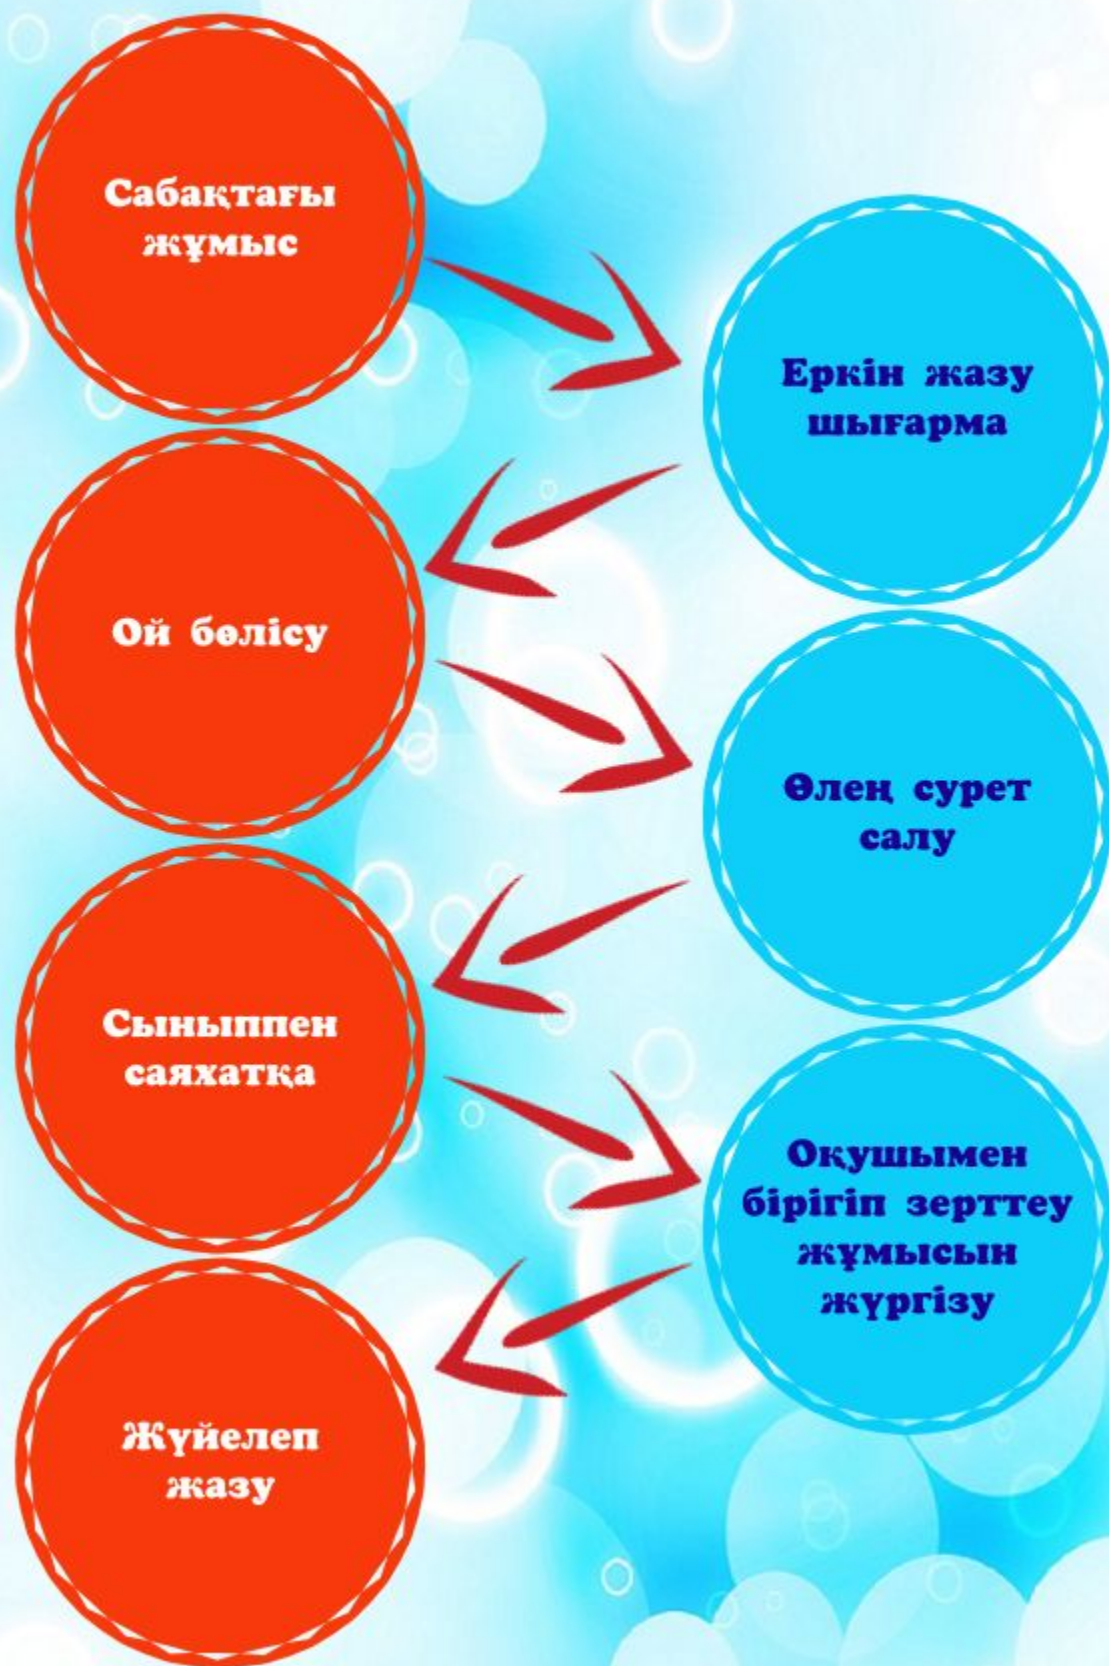 Сабақтағы
жұмыс
Еркін жазу
шығарма
Ой бөлісу
Өлең сурет
салу
Сыныппен
саяхатқа
Оқушымен
бірігіп зерттеу
жұмысын
жүргізу
Жүйелеп
жазу